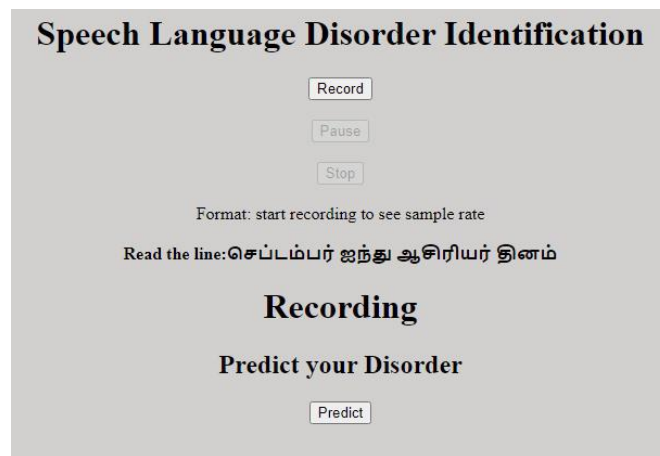 Speech Language Disorder Identification
Record
Pause
Stop
Format: start recording to see sample rate
Read the line:செப்டம்பர் ஐந்து ஆசிரியர் தினம்
Recording
Predict your Disorder
Predict